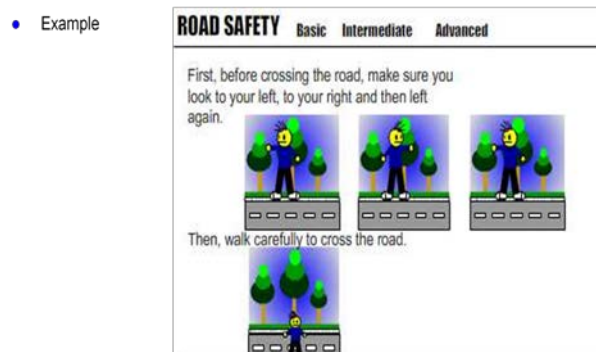 Example
ROAD SAFETY Basic Intermediate Advanced
First, before crossing the road, make sure you
look to your left, to your right and then left
again.
Then, walk carefully to cross the road.